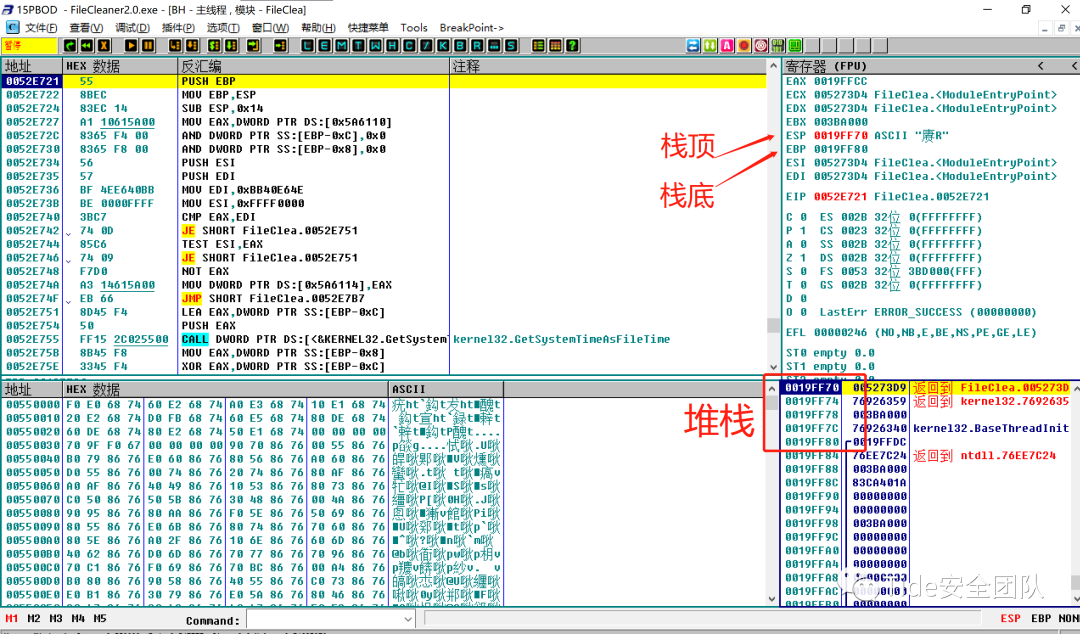 15PBOD - FileCleaner2.0.exe - [BH - 主线程 , 模块 - FileClea]
文件(F) 查看(V) 调试(D) 插件(P) 选项(T) 窗口(W) 帮助(H) 快捷菜单 Tools BreakPoint->
暂停 L E M T W H C / K B R ... S
地址 HEX 数据 反汇编 注释
0052E721 55 PUSH EBP
0052E722 8BEC MOV EBP,ESP
0052E724 83EC 14 SUB ESP,0x14
0052E727 A1 10615A00 MOV EAX,DWORD PTR DS:[0x5A6110]
0052E72C 8365 F4 00 AND DWORD PTR SS:[EBP-0xC],0x0
0052E730 8365 F8 00 AND DWORD PTR SS:[EBP-0x8],0x0
0052E734 56 PUSH ESI
0052E735 57 PUSH EDI
0052E736 BF 4EE640BB MOV EDI,0xBB40E64E
0052E73B BE 0000FFFF MOV ESI,0xFFFF0000
0052E740 3BC7 CMP EAX,EDI
0052E742 74 0D JE SHORT FileClea.0052E751
0052E744 85C6 TEST ESI,EAX
0052E746 74 09 JE SHORT FileClea.0052E751
0052E748 F7D0 NOT EAX
0052E74A A3 14615A00 MOV DWORD PTR DS:[0x5A6114],EAX
0052E74F EB 66 JMP SHORT FileClea.0052E7B7
0052E751 8D45 F4 LEA EAX,DWORD PTR SS:[EBP-0xC]
0052E754 50 PUSH EAX
0052E755 FF15 2C025500 CALL DWORD PTR DS:[<&KERNEL32.GetSystem kernel32.GetSystemTimeAsFileTime
0052E75B 8B45 F8 MOV EAX,DWORD PTR SS:[EBP-0x8]
0052E75E 3345 F4 XOR EAX,DWORD PTR SS:[EBP-0xC]
寄存器 (FPU) < <
EAX 0019FFCC
ECX 005273D4 FileClea.<ModuleEntryPoint>
EDX 005273D4 FileClea.<ModuleEntryPoint>
EBX 003BA000
ESP 0019FF70 ASCII
EBP 0019FF80
ESI 005273D4 FileClea.<ModuleEntryPoint>
EDI 005273D4 FileClea.<ModuleEntryPoint>
EIP 0052E721 FileClea.0052E721
C 0 ES 002B 32位 0(FFFFFFFF)
P 1 CS 0023 32位 0(FFFFFFFF)
A 0 SS 002B 32位 0(FFFFFFFF)
Z 1 DS 002B 32位 0(FFFFFFFF)
S 0 FS 0053 32位 3BD000(FFF)
T 0 GS 002B 32位 0(FFFFFFFF)
D 0
O 0 LastErr ERROR_SUCCESS (00000000)
EFL 00000246 (NO,NB,E,BE,NS,PE,GE,LE)
ST0 empty 0.0
ST1 empty 0.0
栈顶
栈底
地址 HEX 数据 ASCII
00550000 F0 E0 68 74 60 E2 68 74 A0 E3 68 74 10 E1 68 74
00550010 20 E2 68 74 D0 FB 68 74 60 E5 68 74 80 DE 68 74
00550020 60 DE 68 74 80 E2 68 74 50 E1 68 74 00 00 00 00
00550030 70 9F F0 67 00 00 00 00 90 70 86 76 00 55 86 76
00550040 B0 79 86 76 E0 60 86 76 80 56 86 76 A0 60 86 76
00550050 D0 55 86 76 00 74 86 76 20 74 86 76 80 AF 86 76
00550060 A0 AF 86 76 40 49 86 76 10 53 86 76 80 73 86 76
00550070 C0 50 86 76 50 5B 86 76 30 48 86 76 00 4A 86 76
00550080 90 95 86 76 80 AA 86 76 F0 5E 86 76 50 69 86 76
00550090 80 55 86 76 E0 6B 86 76 80 74 86 76 70 60 86 76
005500A0 80 5E 86 76 A0 2F 86 76 10 6E 86 76 60 6D 86 76
005500B0 40 62 86 76 D0 6D 86 76 70 77 86 76 70 96 86 76
005500C0 70 C1 86 76 F0 69 86 76 70 BC 86 76 00 A4 86 76
005500D0 B0 80 86 76 90 58 86 76 40 55 86 76 C0 73 86 76
005500E0 E0 B1 86 76 30 79 86 76 E0 5A 86 76 80 46 86 76
堆栈
0019FF70 005273D9 返回到 FileClea.005273D
0019FF74 76926359 返回到 kernel32.7692635
0019FF78 003BA000
0019FF7C 76926340 kernel32.BaseThreadInit
0019FF80 0019FFDC
0019FF84 76EE7C24 返回到 ntdll.76EE7C24
0019FF88 003BA000
0019FF8C 83CA401A
0019FF90 00000000
0019FF94 00000000
0019FF98 003BA000
0019FF9C 00000000
0019FFA0 00000000
0019FFA4 00000000
0019FFA8
0019FFAC
0019FFB0 00000000
Tide安全团队
M1 M2 M3 M4 M5 Command: ESP EBP NON